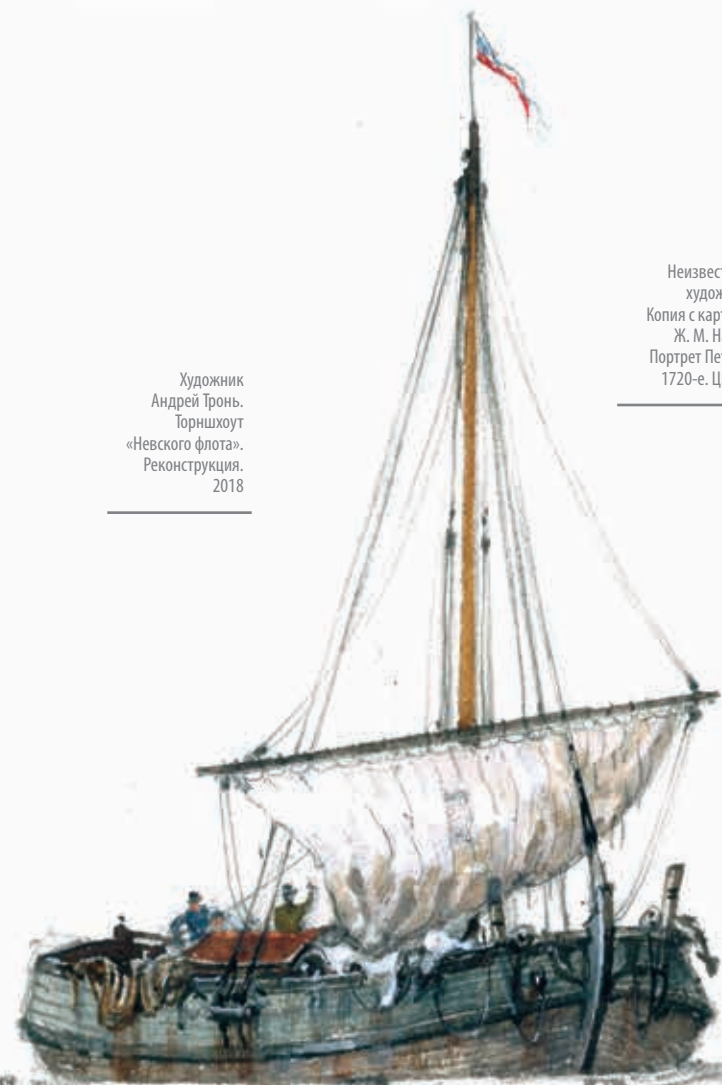 Художник
Андрей Тронь.
Торншхоут
«Невского флота».
Реконструкция.
2018
Копия с
Ж. М.
Портрет
1720-е.